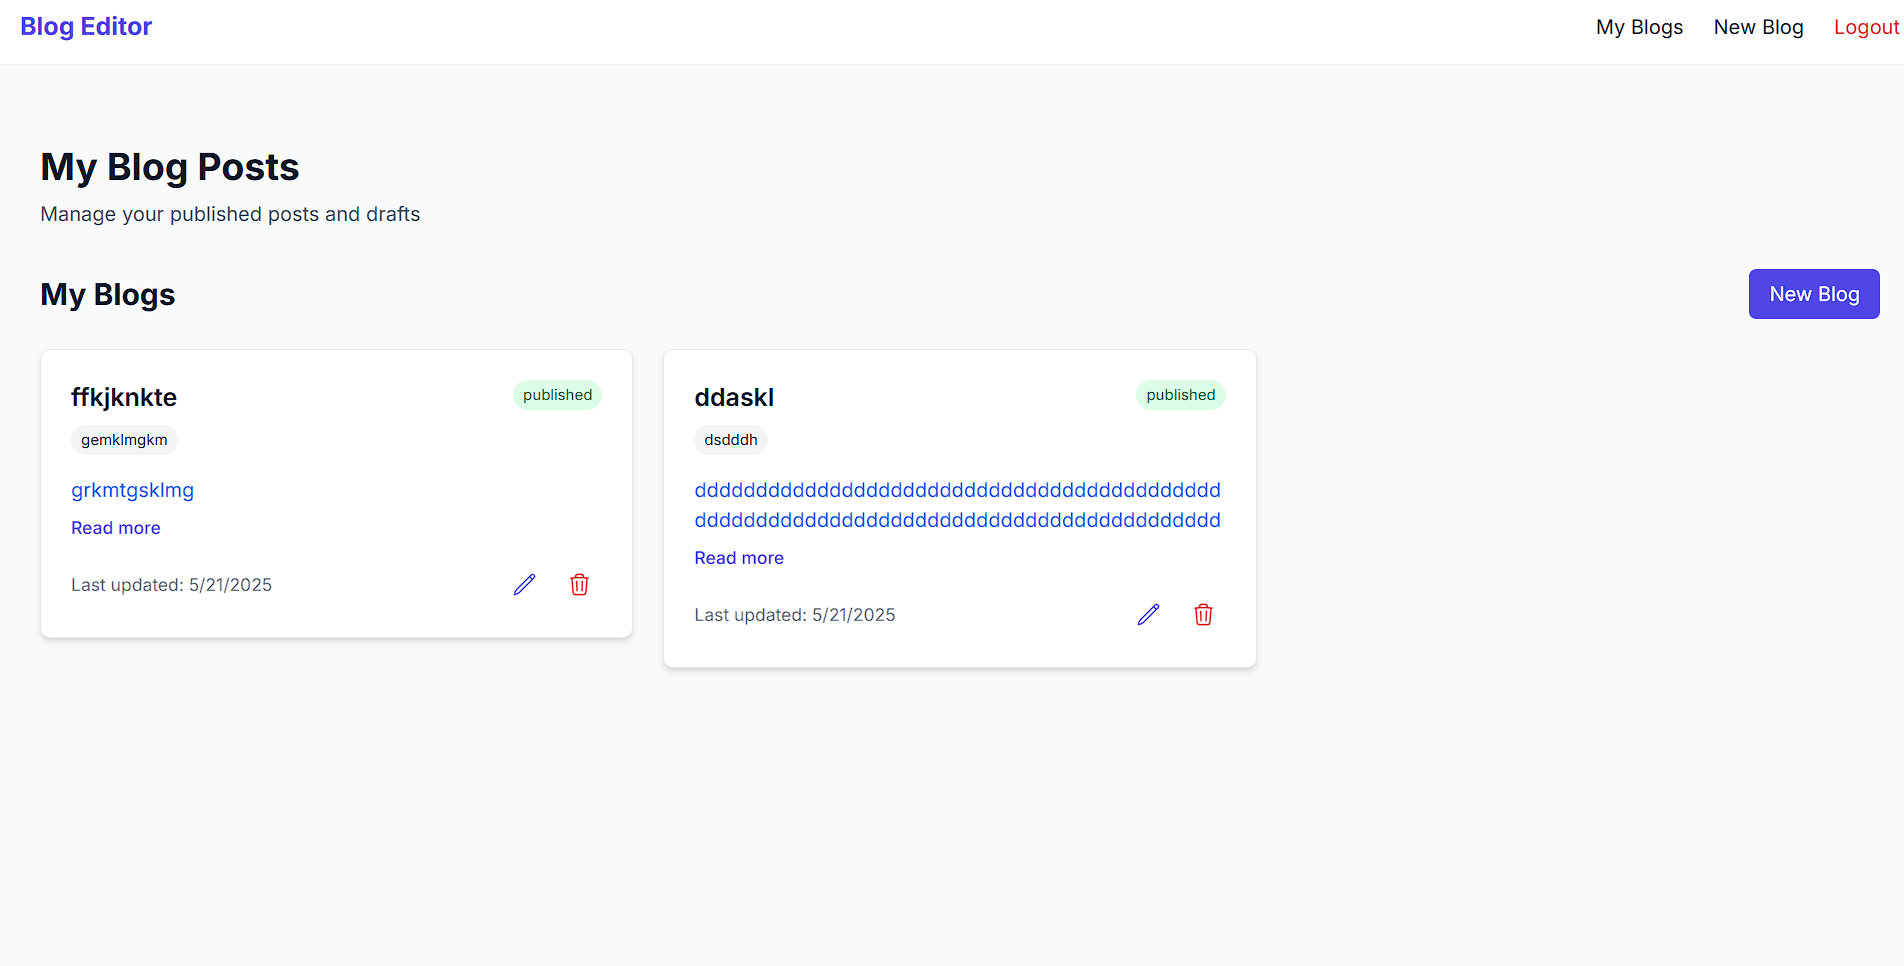 Blog Editor
My Blogs New Blog Logout
My Blog Posts
Manage your published posts and drafts
My Blogs
New Blog
ffkjknkte
published
gemklmgkm
grkmtgsklmg
Read more
Last updated: 5/21/2025
ddaskl
published
dsdddh
ddddddddddddddddddddddddddddddddddddddddddd
ddddddddddddddddddddddddddddddddddddddddddd
Read more
Last updated: 5/21/2025